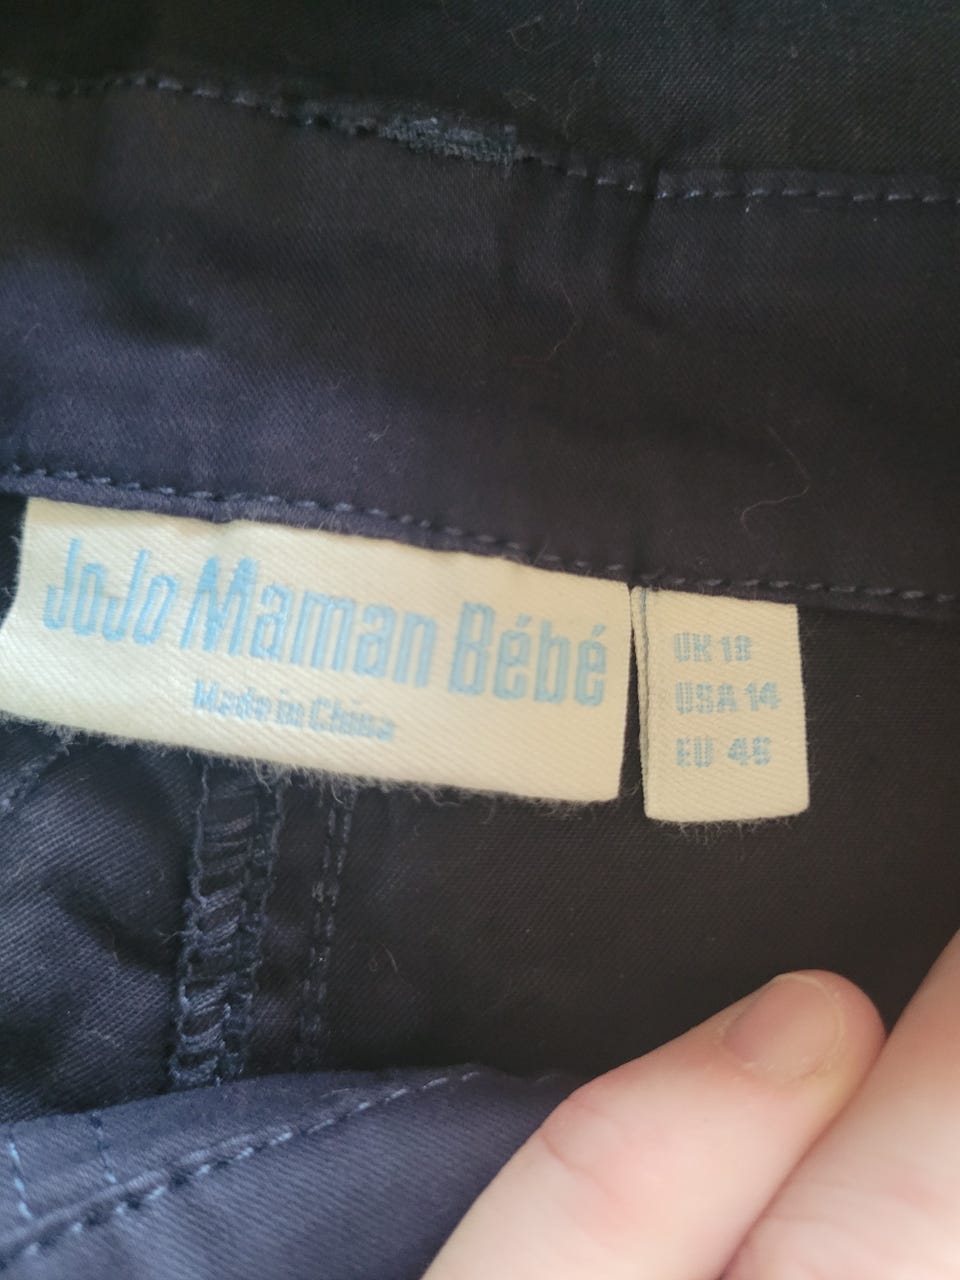 JoJo Maman Bébé
Made in China
UK 18
USA 14
EU 46